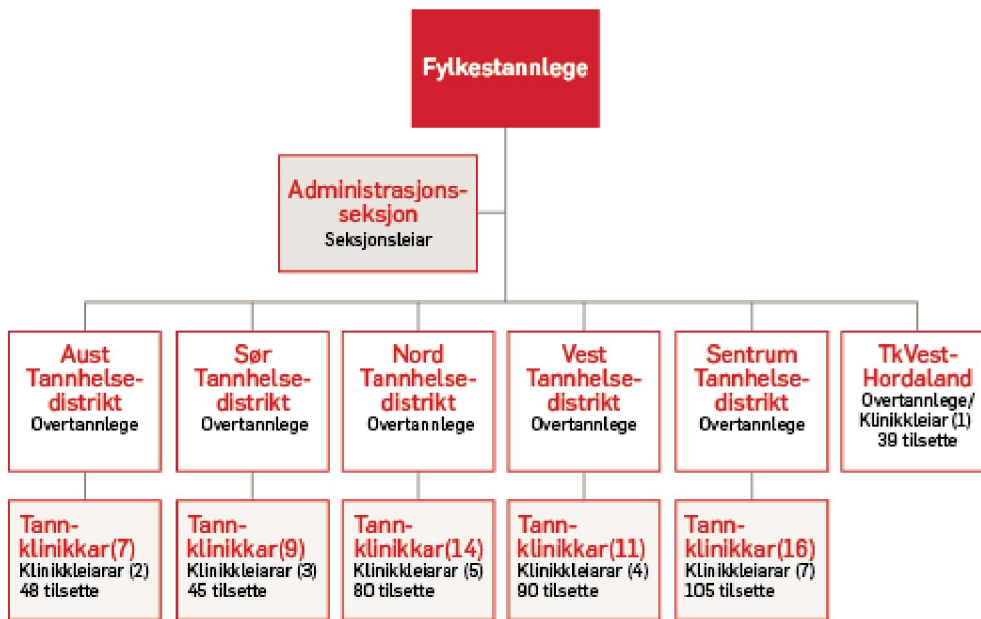 Fylkestannlege
Administrasjons-
seksjon
Seksjonsleiar
Aust
Tannhelse-
distrikt
Overtannlege
Sør
Tannhelse-
distrikt
Overtannlege
Nord
Tannhelse-
distrikt
Overtannlege
Vest
Tannhelse-
distrikt
Overtannlege
Sentrum
Tannhelse-
distrikt
Overtannlege
TkVest-
Hordaland
Overtannlege/
Klinikkleiar (1)
39 tilsette
Tann-
klinikkar(7)
Klinikkleiarar (2)
48 tilsette
Tann-
klinikkar(9)
Klinikkleiarar (3)
45 tilsette
Tann-
klinikkar(14)
Klinikkleiarar (5)
80 tilsette
Tann-
klinikkar(11)
Klinikkleiarar (4)
90 tilsette
Tann-
klinikkar(16)
Klinikkleiarar (7)
105 tilsette